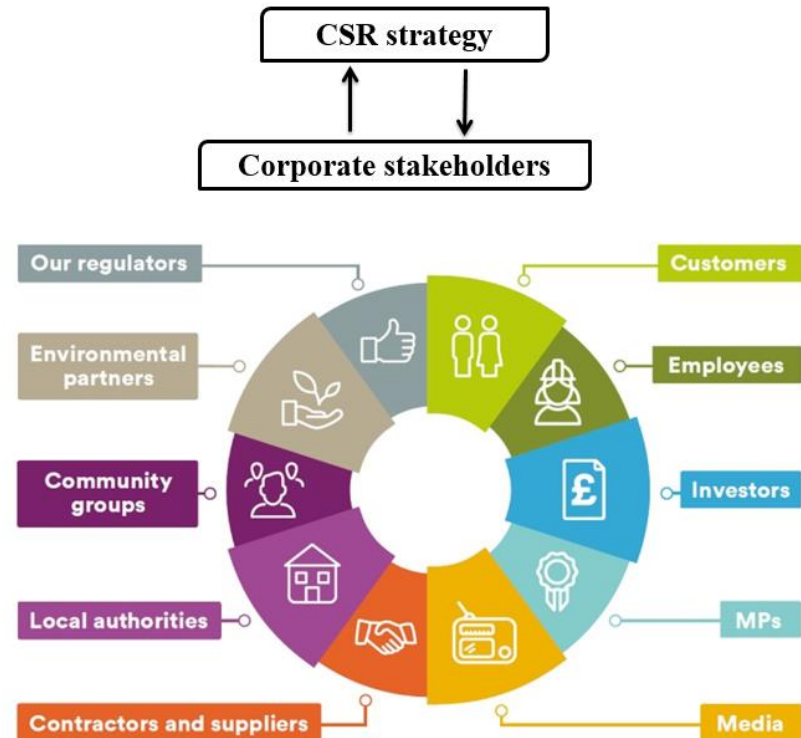 CSR strategy
Corporate stakeholders
Our regulators
Customers
Environmental
partners
Employees
Community
groups
£
Investors
Local authorities
MPs
Contractors and suppliers
Media